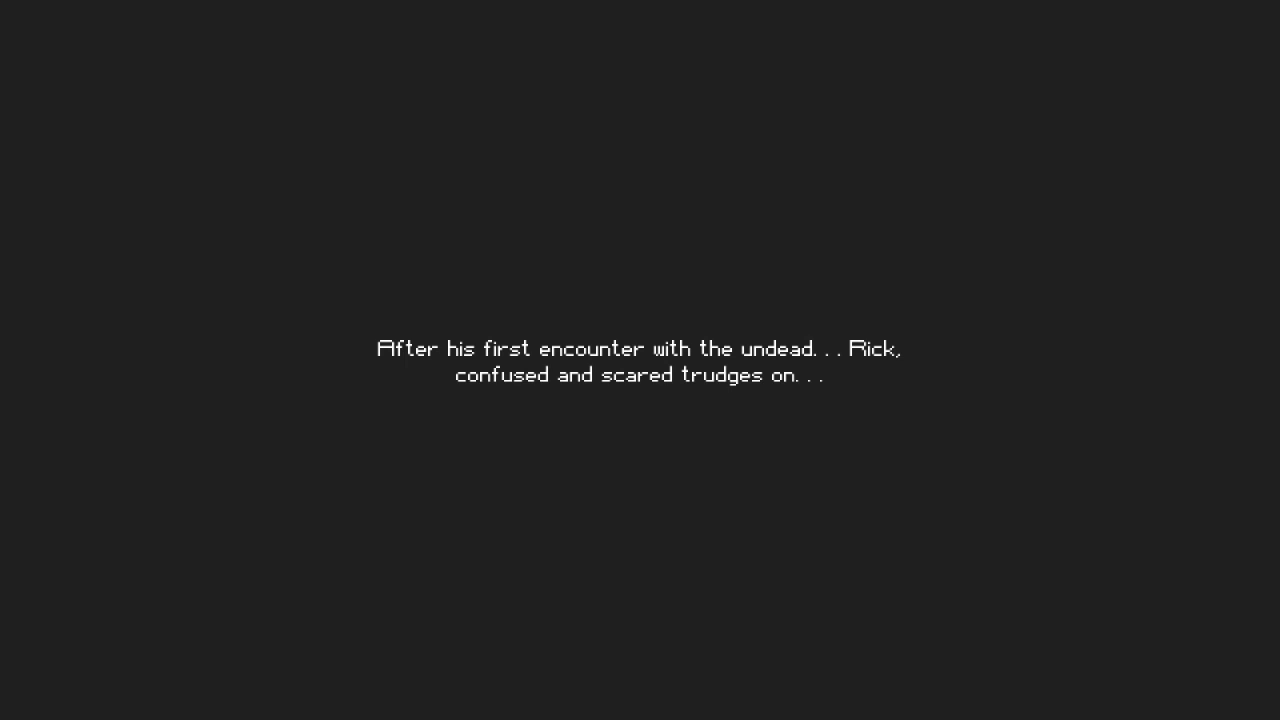 After his first encounter with the undead. . . Rick,
confused and scared trudges on. . .